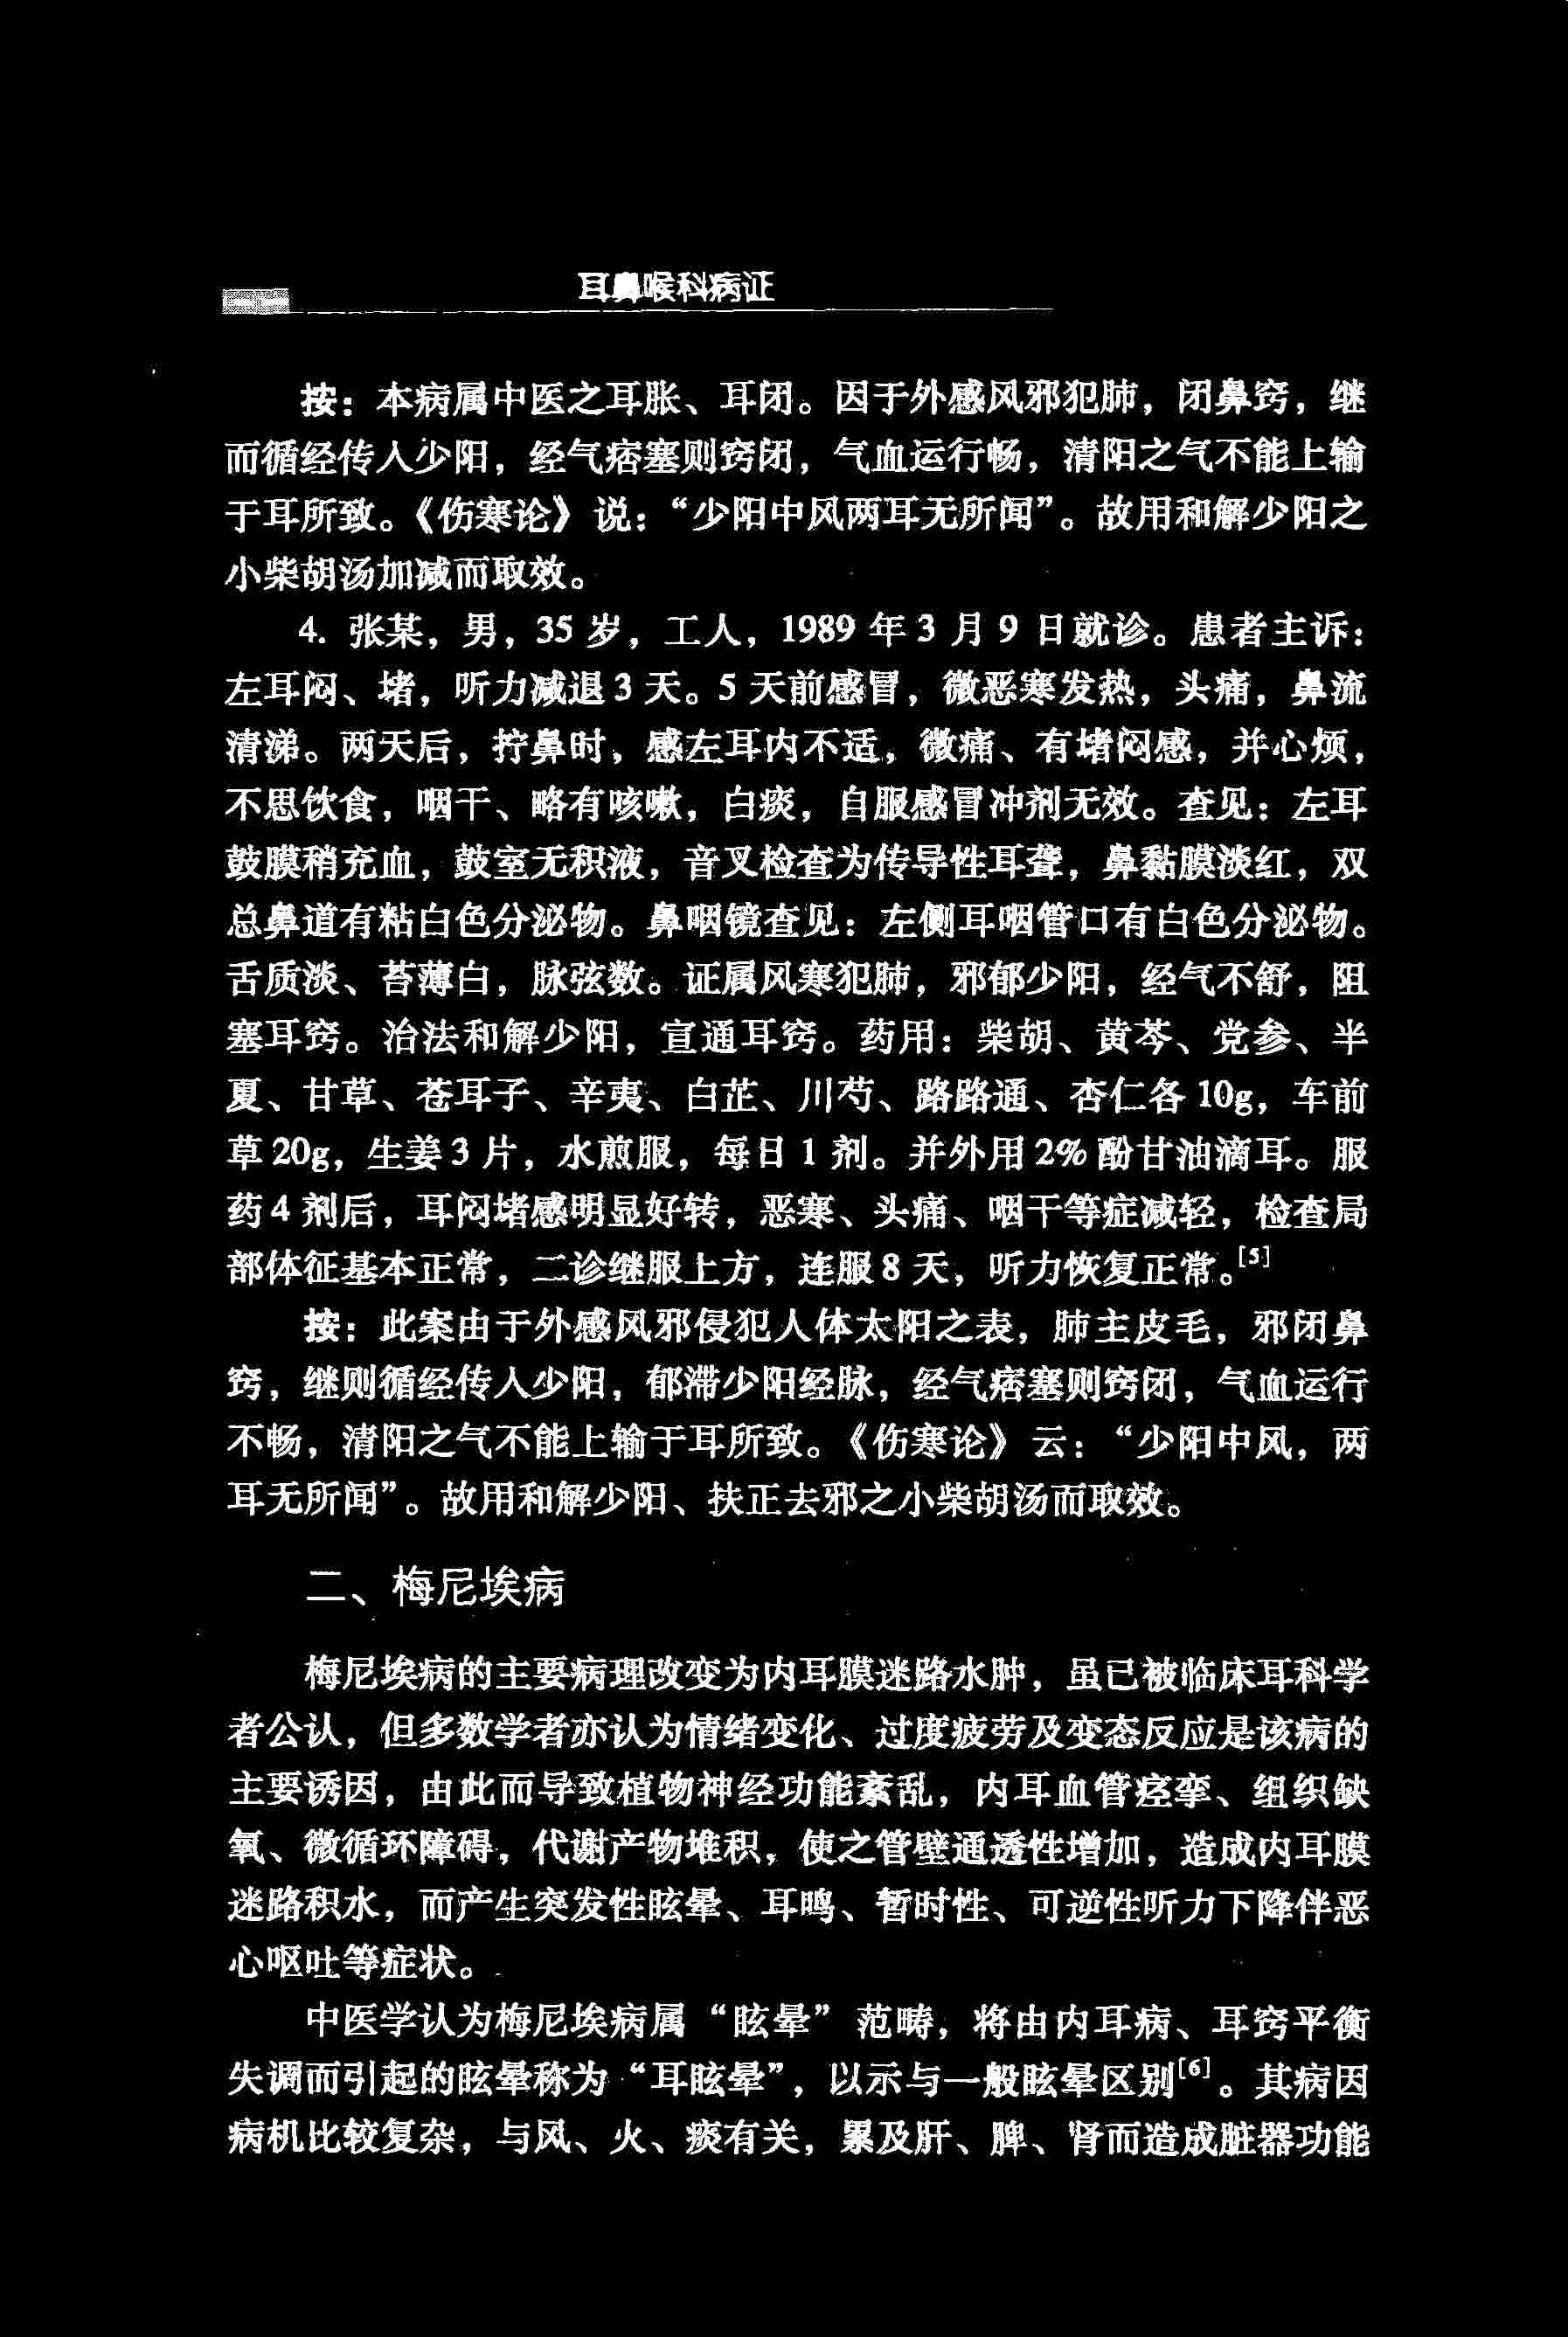 耳鼻喉科病证
按：本病属中医之耳胀、耳闭。因于外感风邪犯肺，闭鼻窍，继
而循经传人少阳，经气痞塞则窍闭，气血运行畅，清阳之气不能上输
于耳所致。《伤寒论》说：“少阳中风两耳无所闻”。故用和解少阳之
小柴胡汤加减而取效。
4. 张某，男，35 岁，工人，1989 年 3 月 9 日就诊。患者主诉：
左耳闷、堵，听力减退 3 天。5 天前感冒，微恶寒发热，头痛，鼻流
清涕。两天后，拧鼻时，感左耳内不适，微痛、有堵闷感，并心烦，
不思饮食，咽干、略有咳嗽，白痰，自服感冒冲剂无效。查见：左耳
鼓膜稍充血，鼓室无积液，音叉检查为传导性耳聋，鼻黏膜淡红，双
总鼻道有粘白色分泌物。鼻咽镜查见：左侧耳咽管口有白色分泌物。
舌质淡、苔薄白，脉弦数。证属风寒犯肺，邪郁少阳，经气不舒，阻
塞耳窍。治法和解少阳，宣通耳窍。药用：柴胡、黄芩、党参、半
夏、甘草、苍耳子、辛夷、白芷、川芎、路路通、杏仁各 10g，车前
草 20g，生姜 3 片，水煎服，每日 1 剂。并外用 2% 酚甘油滴耳。服
药 4 剂后，耳闷堵感明显好转，恶寒、头痛、咽干等症减轻，检查局
部体征基本正常，二诊继服上方，连服 8 天，听力恢复正常。[5]
按：此案由于外感风邪侵犯人体太阳之表，肺主皮毛，邪闭鼻
窍，继则循经传人少阳，郁滞少阳经脉，经气痞塞则窍闭，气血运行
不畅，清阳之气不能上输于耳所致。《伤寒论》云：“少阳中风，两
耳无所闻”。故用和解少阳、扶正去邪之小柴胡汤而取效。
二、梅尼埃病
梅尼埃病的主要病理改变为内耳膜迷路水肿，虽已被临床耳科学
者公认，但多数学者亦认为情绪变化、过度疲劳及变态反应是该病的
主要诱因，由此而导致植物神经功能紊乱，内耳血管痉挛、组织缺
氧、微循环障碍，代谢产物堆积，使之管壁通透性增加，造成内耳膜
迷路积水，而产生突发性眩晕、耳鸣、暂时性、可逆性听力下降伴恶
心呕吐等症状。
中医学认为梅尼埃病属“眩晕”范畴，将由内耳病、耳窍平衡
失调而引起的眩晕称为“耳眩晕”，以示与一般眩晕区别[6]。其病因
病机比较复杂，与风、火、痰有关，累及肝、脾、肾而造成脏器功能